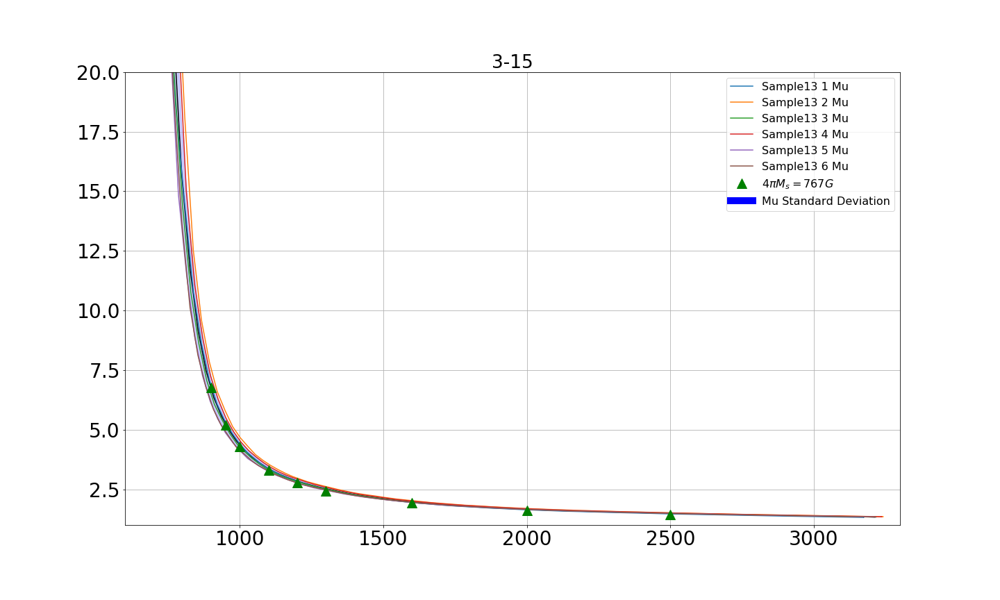 3-15
20.0
17.5
15.0
12.5
10.0
7.5
5.0
2.5
1000 1500 2000 2500 3000
Sample13 1 Mu
Sample13 2 Mu
Sample13 3 Mu
Sample13 4 Mu
Sample13 5 Mu
Sample13 6 Mu
4πMₛ = 767G
Mu Standard Deviation